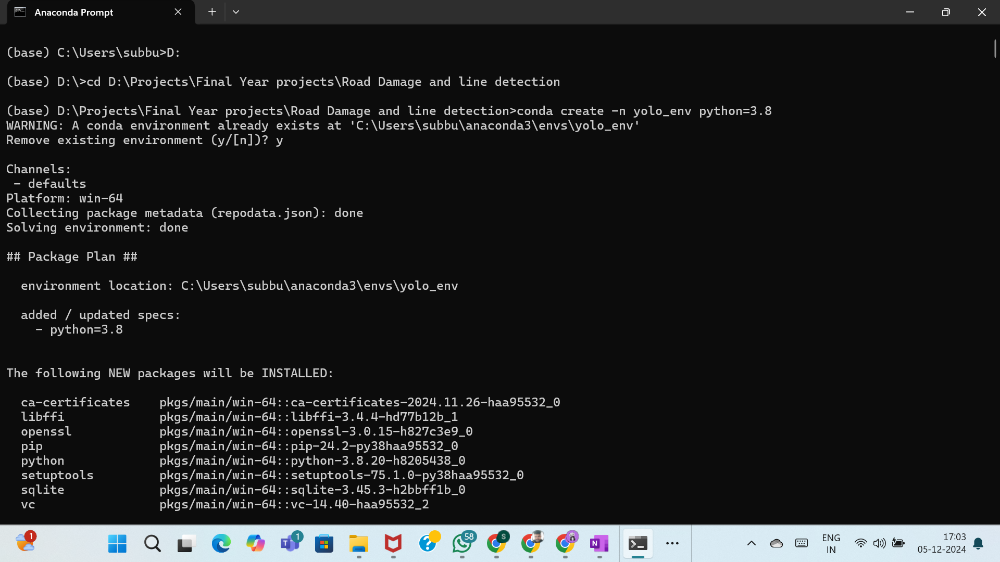 Anaconda Prompt
(base) C:\Users\subbu>D:
(base) D:\>cd D:\Projects\Final Year projects\Road Damage and line detection
(base) D:\Projects\Final Year projects\Road Damage and line detection>conda create -n yolo_env python=3.8
WARNING: A conda environment already exists at 'C:\Users\subbu\anaconda3\envs\yolo_env'
Remove existing environment (y/[n])? y
Channels:
 - defaults
Platform: win-64
Collecting package metadata (repodata.json): done
Solving environment: done
## Package Plan ##
  environment location: C:\Users\subbu\anaconda3\envs\yolo_env
  added / updated specs:
    - python=3.8
The following NEW packages will be INSTALLED:
  ca-certificates    pkgs/main/win-64::ca-certificates-2024.11.26-haa95532_0
  libffi             pkgs/main/win-64::libffi-3.4.4-hd77b12b_1
  openssl            pkgs/main/win-64::openssl-3.0.15-h827c3e9_0
  pip                pkgs/main/win-64::pip-24.2-py38haa95532_0
  python             pkgs/main/win-64::python-3.8.20-h8205438_0
  setuptools         pkgs/main/win-64::setuptools-75.1.0-py38haa95532_0
  sqlite             pkgs/main/win-64::sqlite-3.45.3-h2bbff1b_0
  vc                 pkgs/main/win-64::vc-14.40-haa95532_2
1
T 1
?
58
S
N
ENG
IN
17:03
05-12-2024